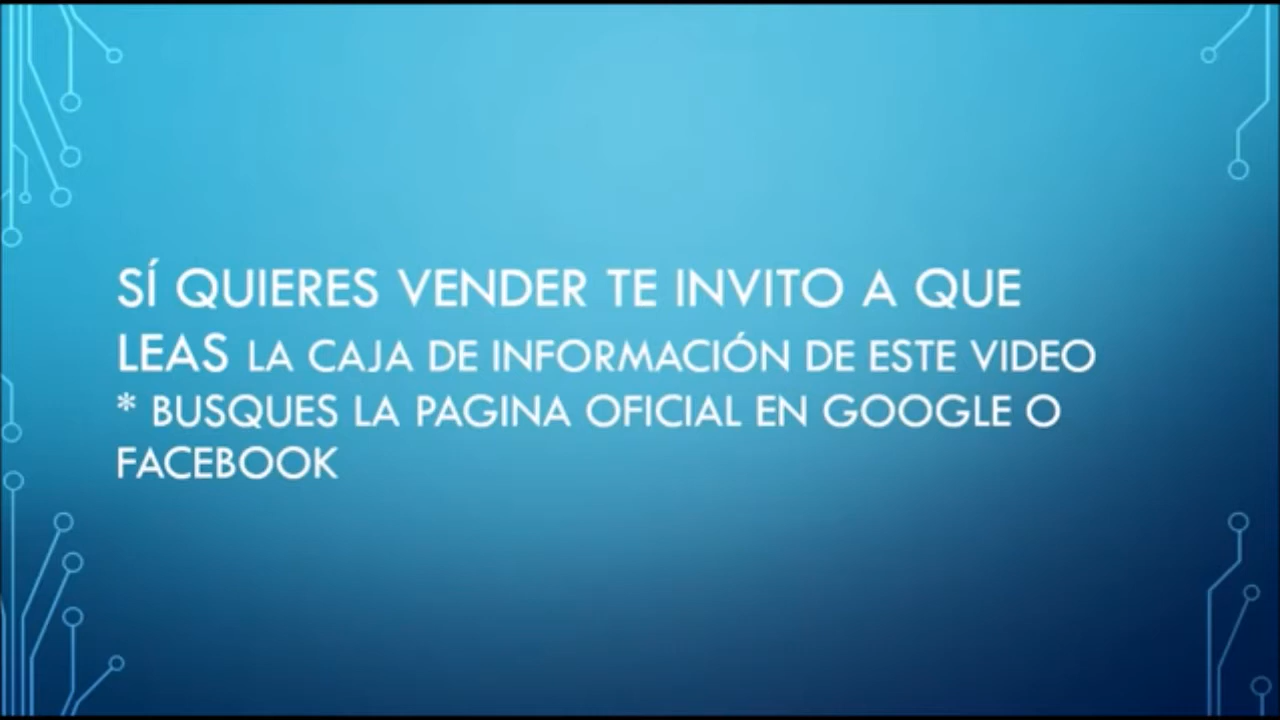 SÍ QUIERES VENDER TE INVITO A QUE
LEAS LA CAJA DE INFORMACIÓN DE ESTE VIDEO
* BUSQUES LA PAGINA OFICIAL EN GOOGLE O
FACEBOOK